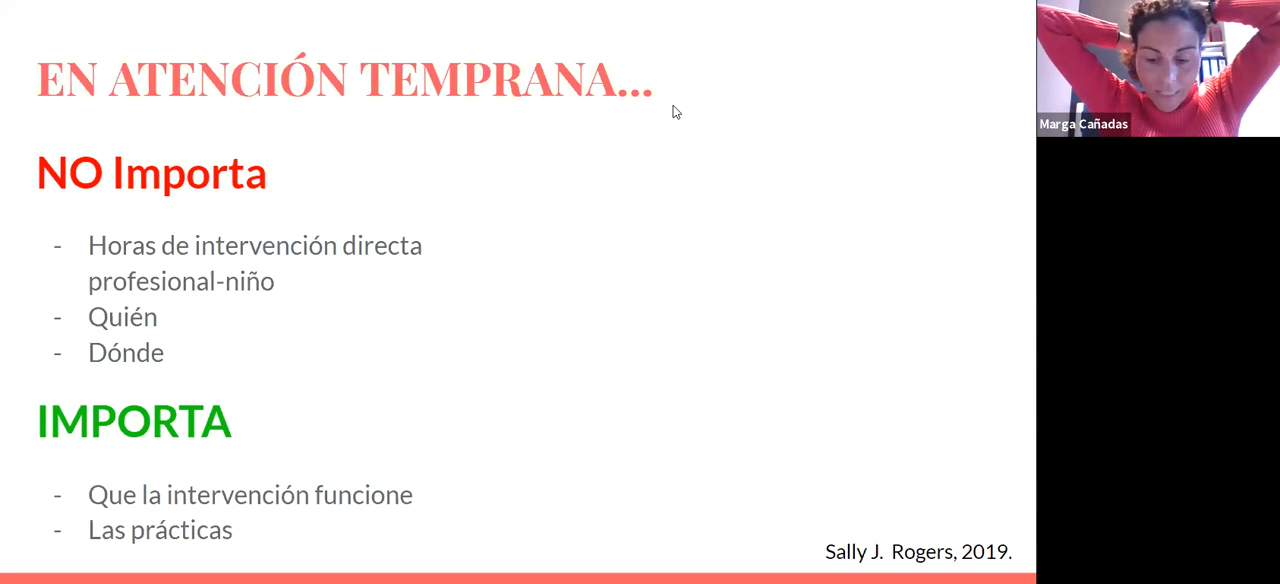 EN ATENCIÓN TEMPRANA...
NO Importa
- Horas de intervención directa
profesional-niño
- Quién
- Dónde
IMPORTA
- Que la intervención funcione
- Las prácticas
Sally J. Rogers, 2019.
Marga Cañadas